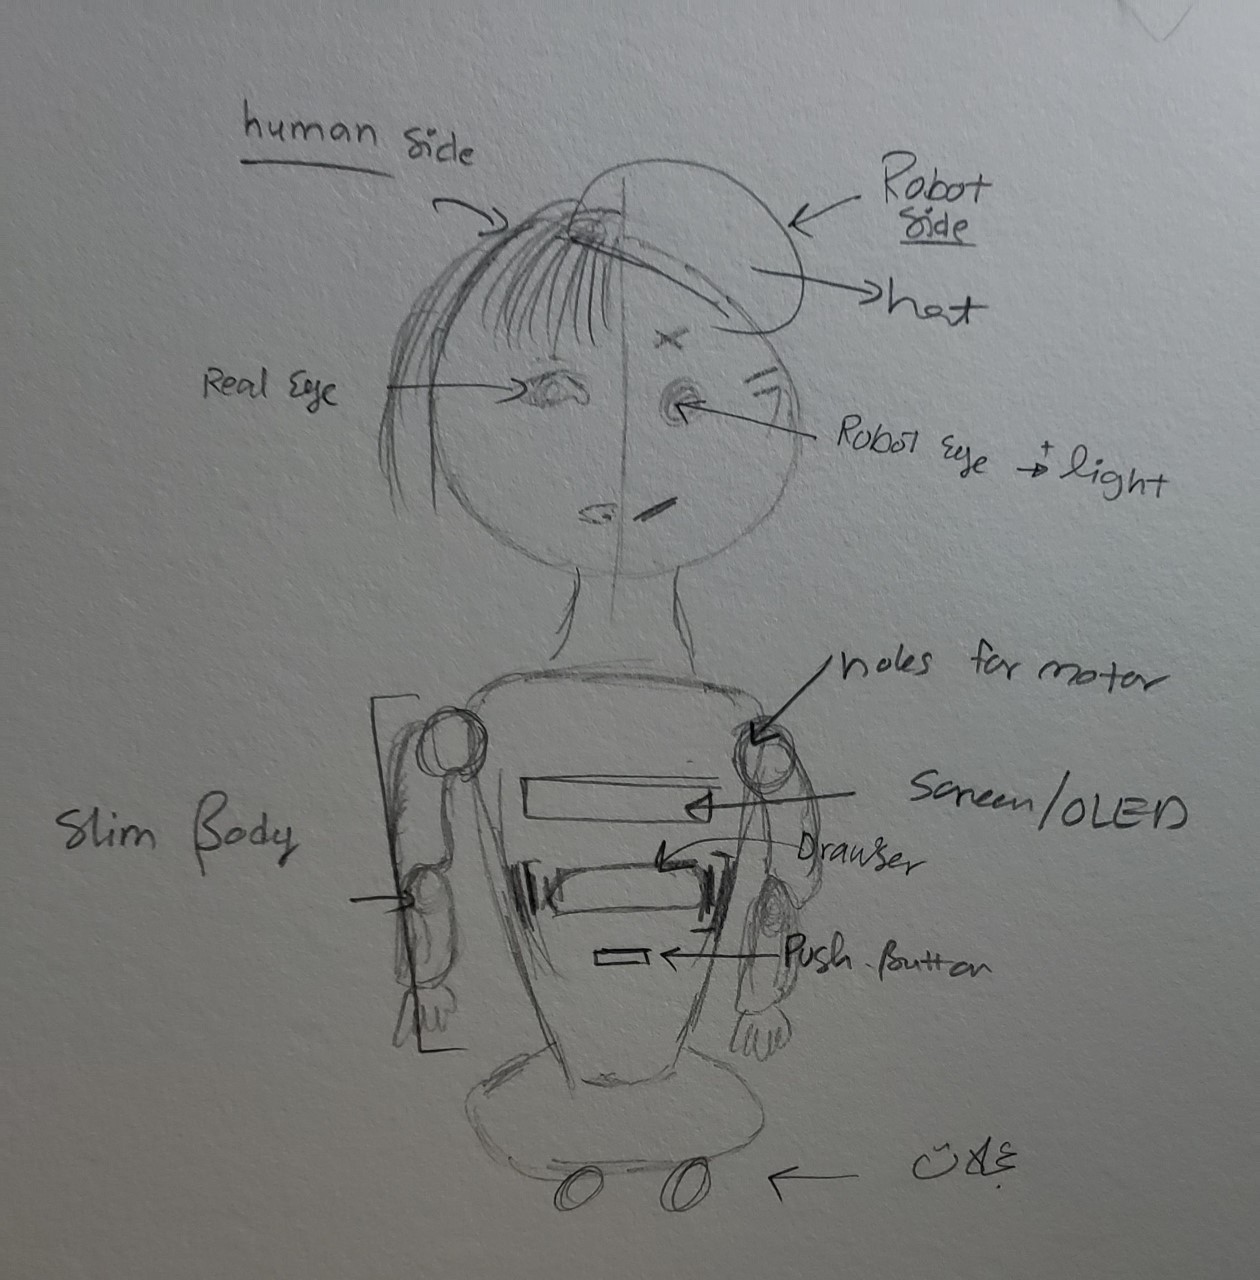 human side
Robot
side
hat
Real Eye
Robot Eye → + light
holes for motor
Screen/OLED
Slim Body
Drawser
Push Button